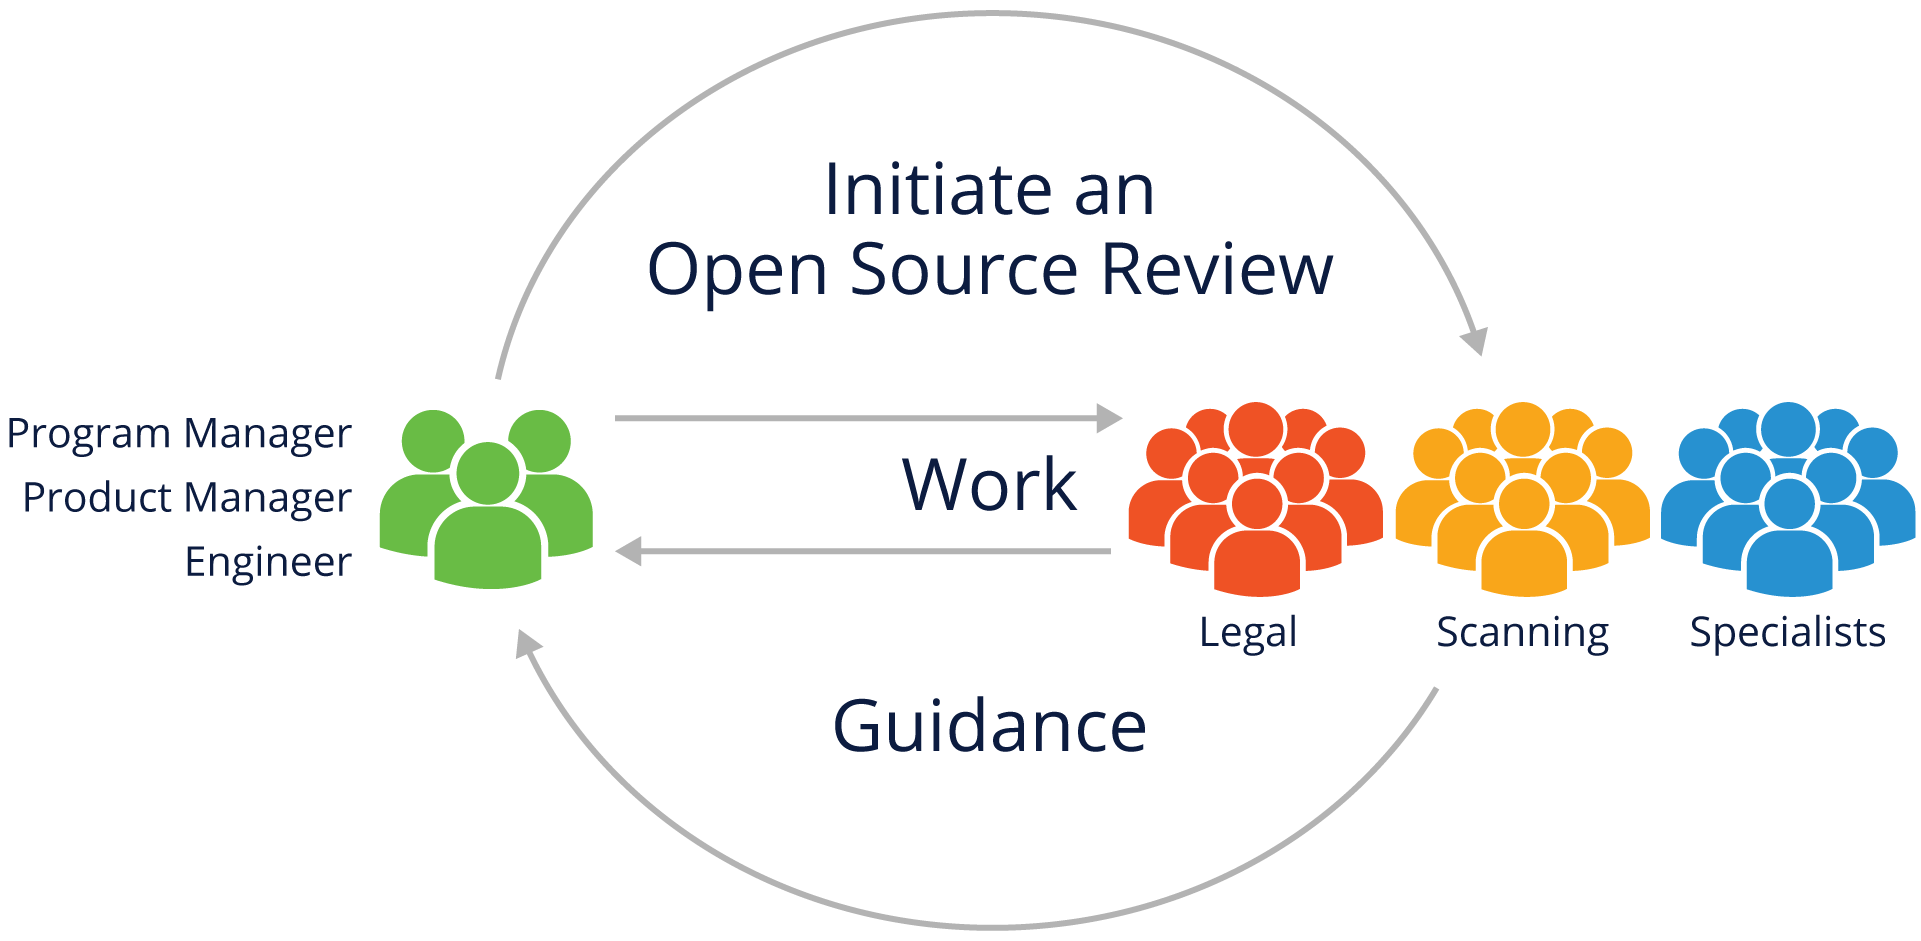 Initiate an
Open Source Review
Program Manager
Product Manager
Engineer
Work
Legal
Scanning
Specialists
Guidance